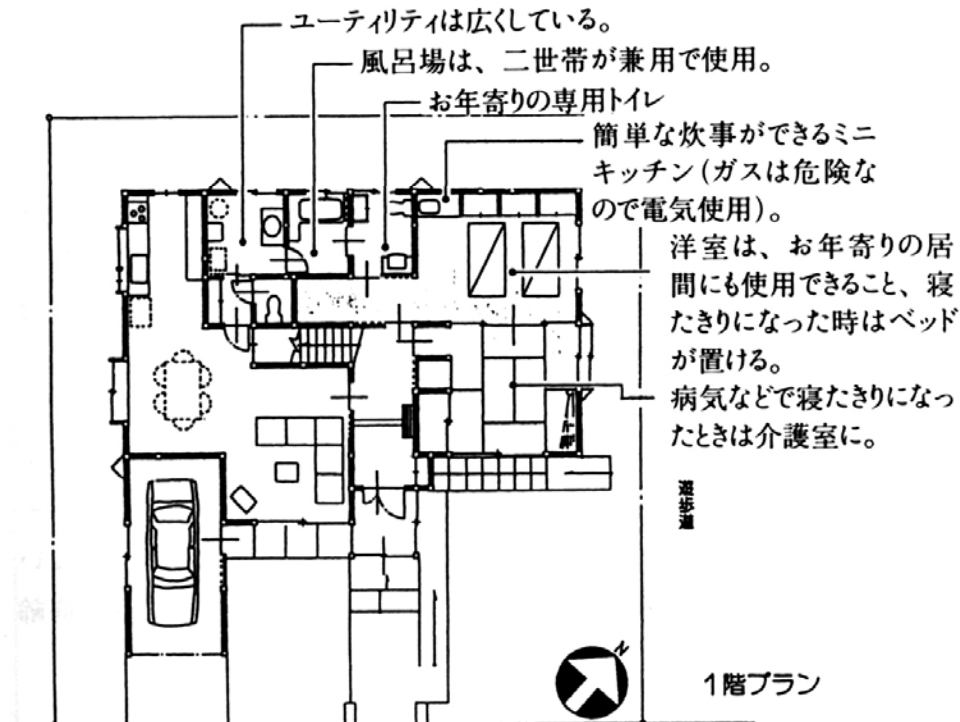 ユーティリティは広くしている。
風呂場は、二世帯が兼用で使用。
お年寄りの専用トイレ
簡単な炊事ができるミニ
キッチン(ガスは危険な
ので電気使用)。
洋室は、お年寄りの居
間にも使用できること、寝
たきりになった時はベッド
が置ける。
病気などで寝たきりになっ
たときは介護室に。
遊歩道
N
1階プラン